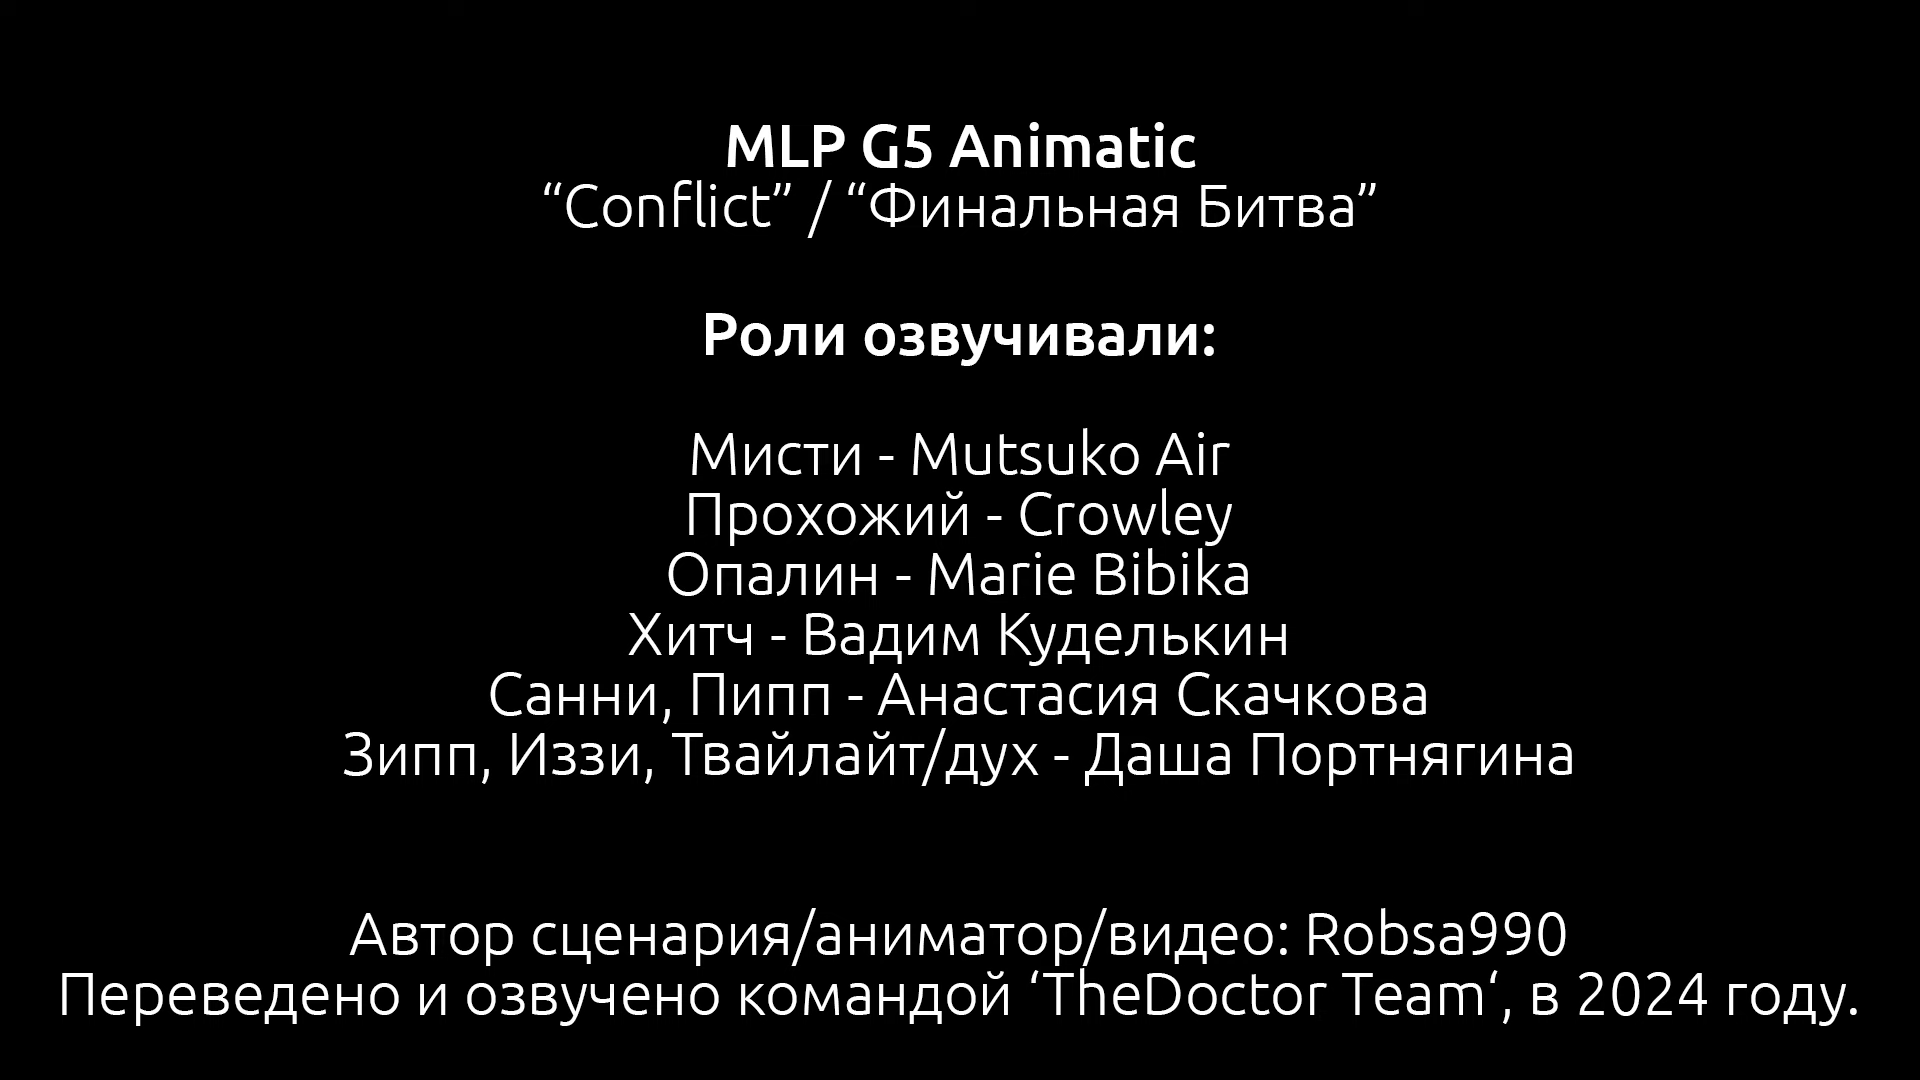 MLP G5 Animatic
“Conflict” / “Финальная Битва”
Роли озвучивали:
Мисти - Mutsuko Air
Прохожий - Crowley
Опалин - Marie Bibika
Хитч - Вадим Куделькин
Санни, Пипп - Анастасия Скачкова
Зипп, Иззи, Твайлайт/дух - Даша Портнягина
Автор сценария/аниматор/видео: Robsa990
Переведено и озвучено командой ‘TheDoctor Team‘, в 2024 году.